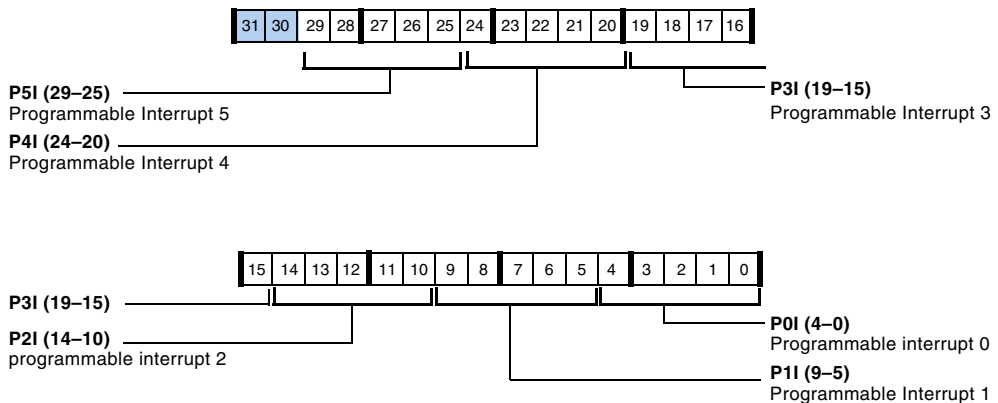 31 30 29 28 27 26 25 24 23 22 21 20 19 18 17 16
P5I (29–25)
Programmable Interrupt 5
P4I (24–20)
Programmable Interrupt 4
P3I (19–15)
Programmable Interrupt 3
15 14 13 12 11 10 9 8 7 6 5 4 3 2 1 0
P3I (19–15)
P2I (14–10)
programmable interrupt 2
P0I (4–0)
Programmable interrupt 0
P1I (9–5)
Programmable Interrupt 1